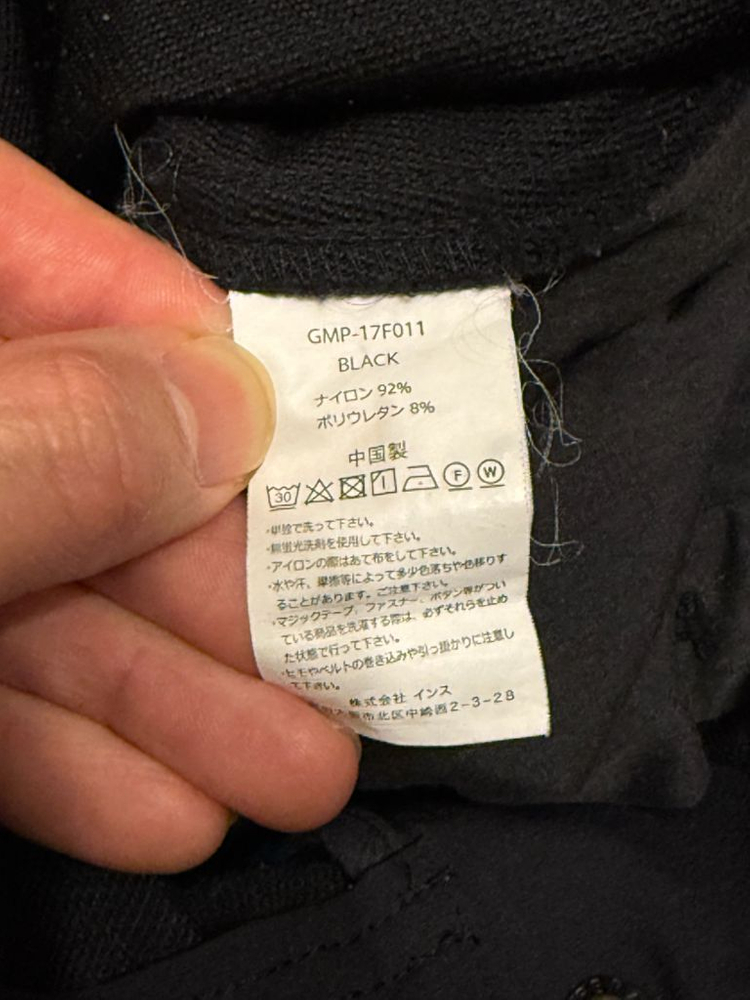 GMP-17F011
BLACK
ナイロン 92%
ポリウレタン 8%
中国製
30 F W
・単独で洗って下さい。
・無蛍光洗剤を使用して下さい。
・アイロンの際はあて布をして下さい。
・水や汗、摩擦等によって多少色落ちや色移りす
ることがあります。ご注意下さい。
・マジックテープ、ファスナー、ボタン等がつい
ている商品を洗濯する際は、必ずそれらを止め
た状態で行って下さい。
・ヒモやベルトの巻き込みや引っ掛かりに注意し
て下さい。
株式会社 インス
阪市北区中崎西2-3-28